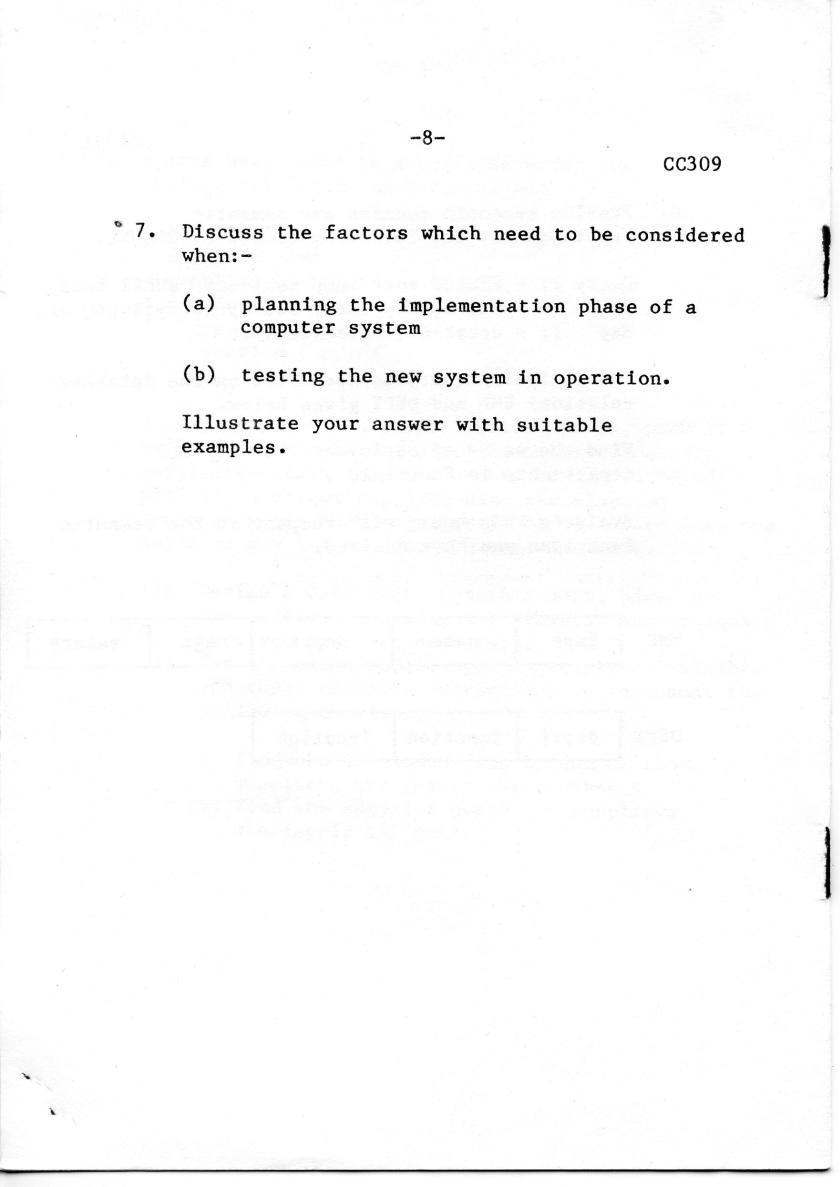 -8-
CC309
7. Discuss the factors which need to be considered
when:-
(a) planning the implementation phase of a
computer system
(b) testing the new system in operation.
Illustrate your answer with suitable
examples.